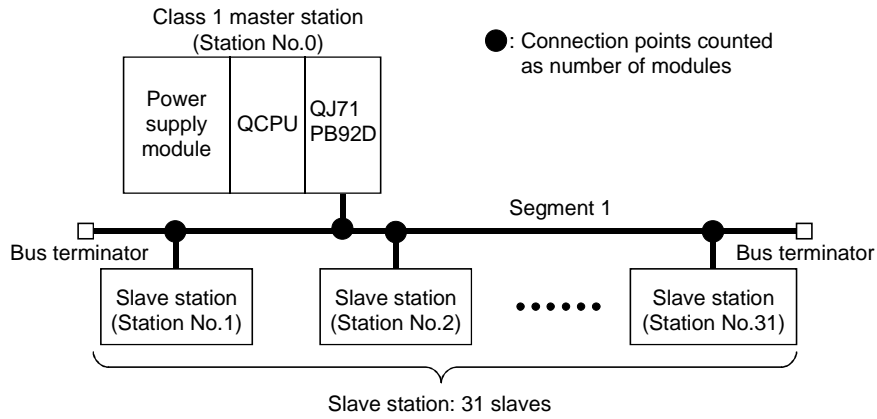 Class 1 master station
(Station No.0)
: Connection points counted
as number of modules
Power
supply
module
QCPU
QJ71
PB92D
Segment 1
Bus terminator
Bus terminator
Slave station
(Station No.1)
Slave station
(Station No.2)
Slave station
(Station No.31)
Slave station: 31 slaves